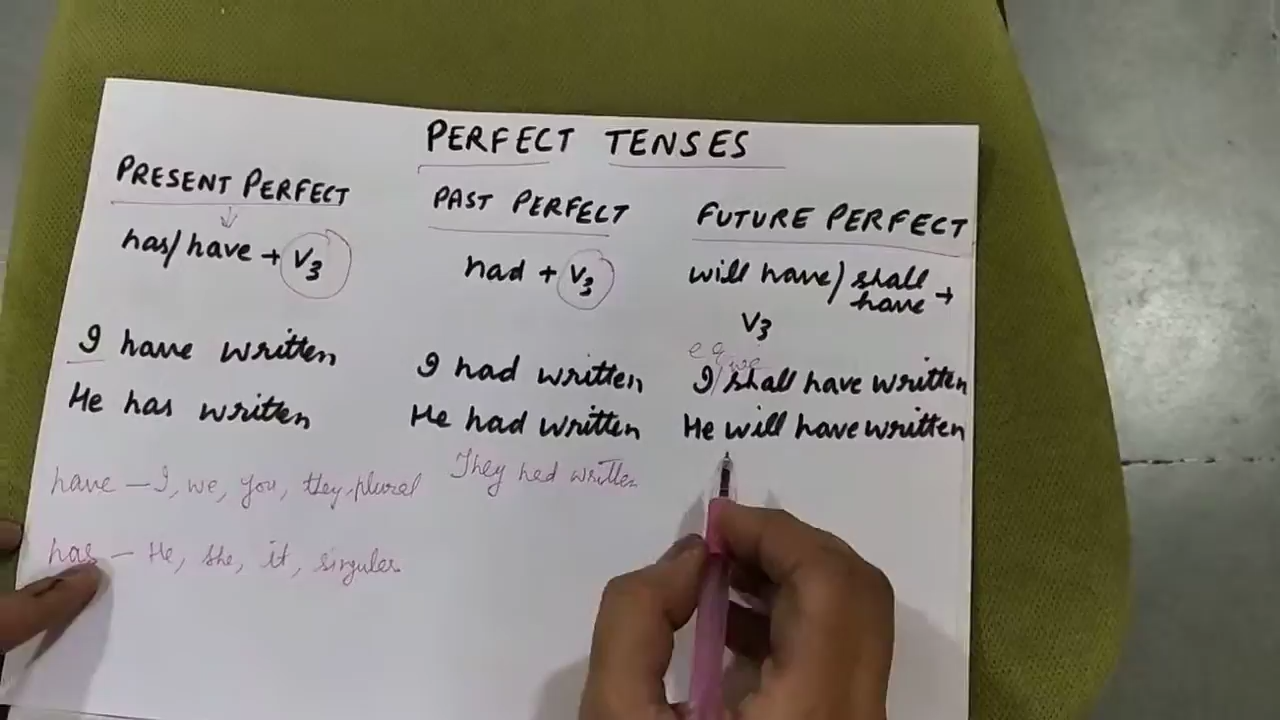 PERFECT TENSES
PRESENT PERFECT
has/have + V3
I have written
He has written
have — I, we, you, they, plural
has — He, she, it, singular
PAST PERFECT
had + V3
I had written
He had written
They had written
FUTURE PERFECT
will have / shall
have +
V3
eg we
I/shall have written
He will have written